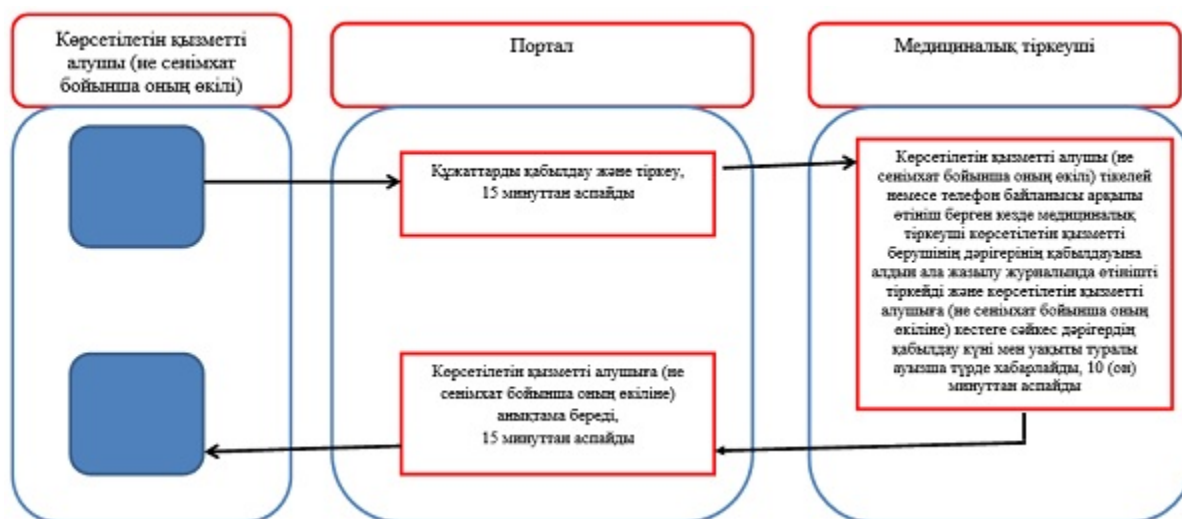 Көрсетілетін қызметті
алушы (не сенімхат
бойынша оның өкілі)
Портал
Медициналық тіркеуші
Құжаттарды қабылдау және тіркеу,
15 минуттан аспайды
Көрсетілетін қызметті алушы (не
сенімхат бойынша оның өкілі) тікелей
немесе телефон байланысы арқылы
өтініш берген кезде медициналық
тіркеуші көрсетілетін қызметті
берушінің дәрігерінің қабылдауына
алдын ала жазылу журналында өтінішті
тіркейді және көрсетілетін қызметті
алушыға (не сенімхат бойынша оның
өкіліне) кестеге сәйкес дәрігердің
қабылдау күні мен уақыты туралы
ауызша түрде хабарлайды, 10 (он)
минуттан аспайды
Көрсетілетін қызметті алушыға (не
сенімхат бойынша оның өкіліне)
анықтама береді,
15 минуттан аспайды